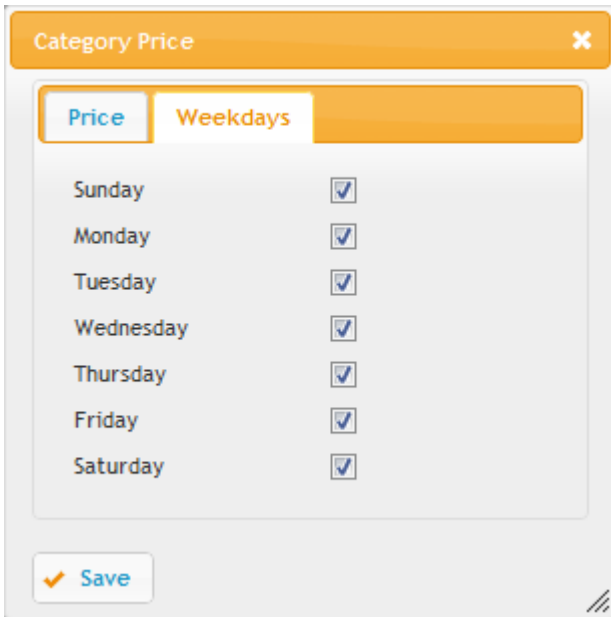 Category Price
Price Weekdays
Sunday
Monday
Tuesday
Wednesday
Thursday
Friday
Saturday
Save